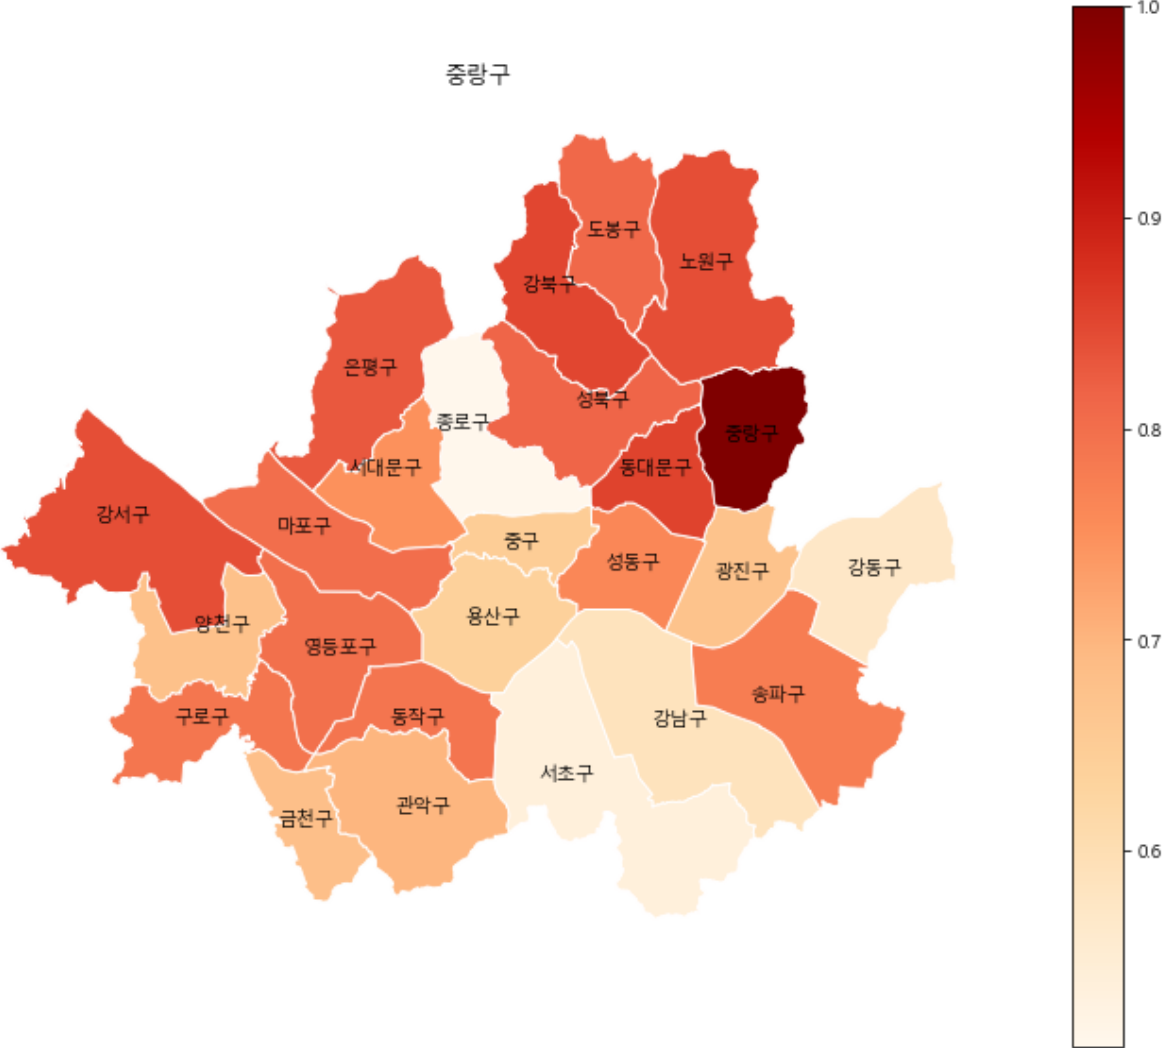 중랑구
1.0
0.9
0.8
0.7
0.6
도봉구
노원구
강북구
은평구
성북구
종로구
중랑구
서대문구
동대문구
강서구
마포구
중구
성동구
광진구
강동구
양천구
용산구
영등포구
송파구
구로구
동작구
강남구
서초구
관악구
금천구